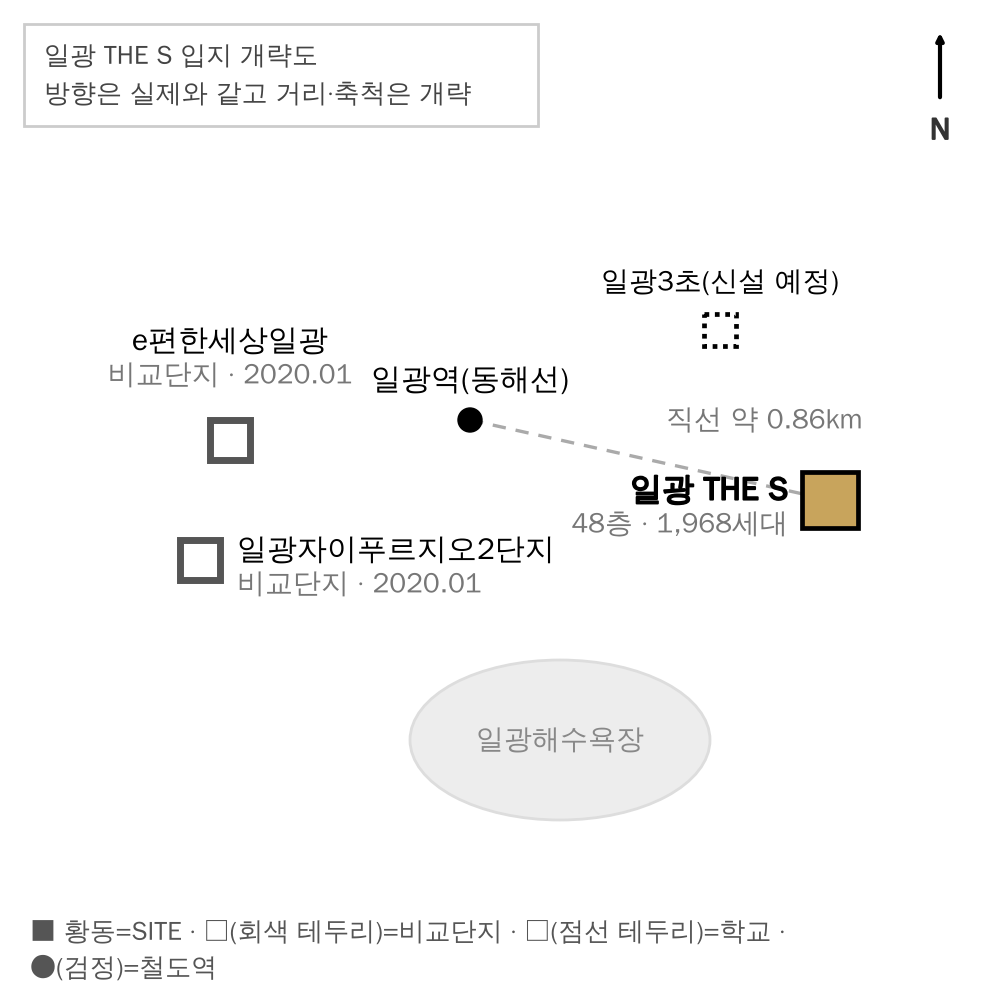 일광 THE S 입지 개략도
방향은 실제와 같고 거리·축척은 개략
N
일광3초(신설 예정)
e편한세상일광
비교단지 · 2020.01
일광역(동해선)
직선 약 0.86km
일광 THE S
48층 · 1,968세대
일광자이푸르지오2단지
비교단지 · 2020.01
일광해수욕장
■ 황동=SITE · □(회색 테두리)=비교단지 · □(점선 테두리)=학교 ·
●(검정)=철도역